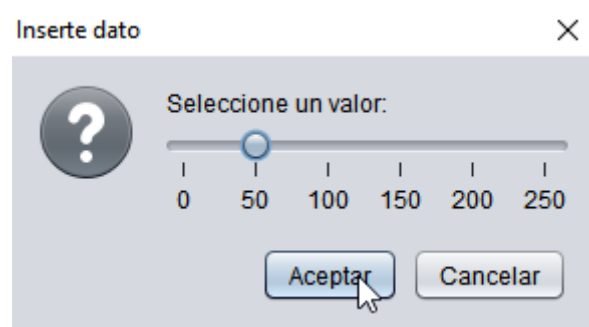 Inserte dato
?
Seleccione un valor:
0 50 100 150 200 250
Aceptar Cancelar